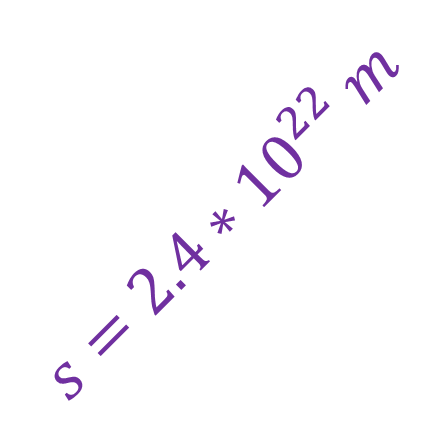 s = 2.4 * 10²² m